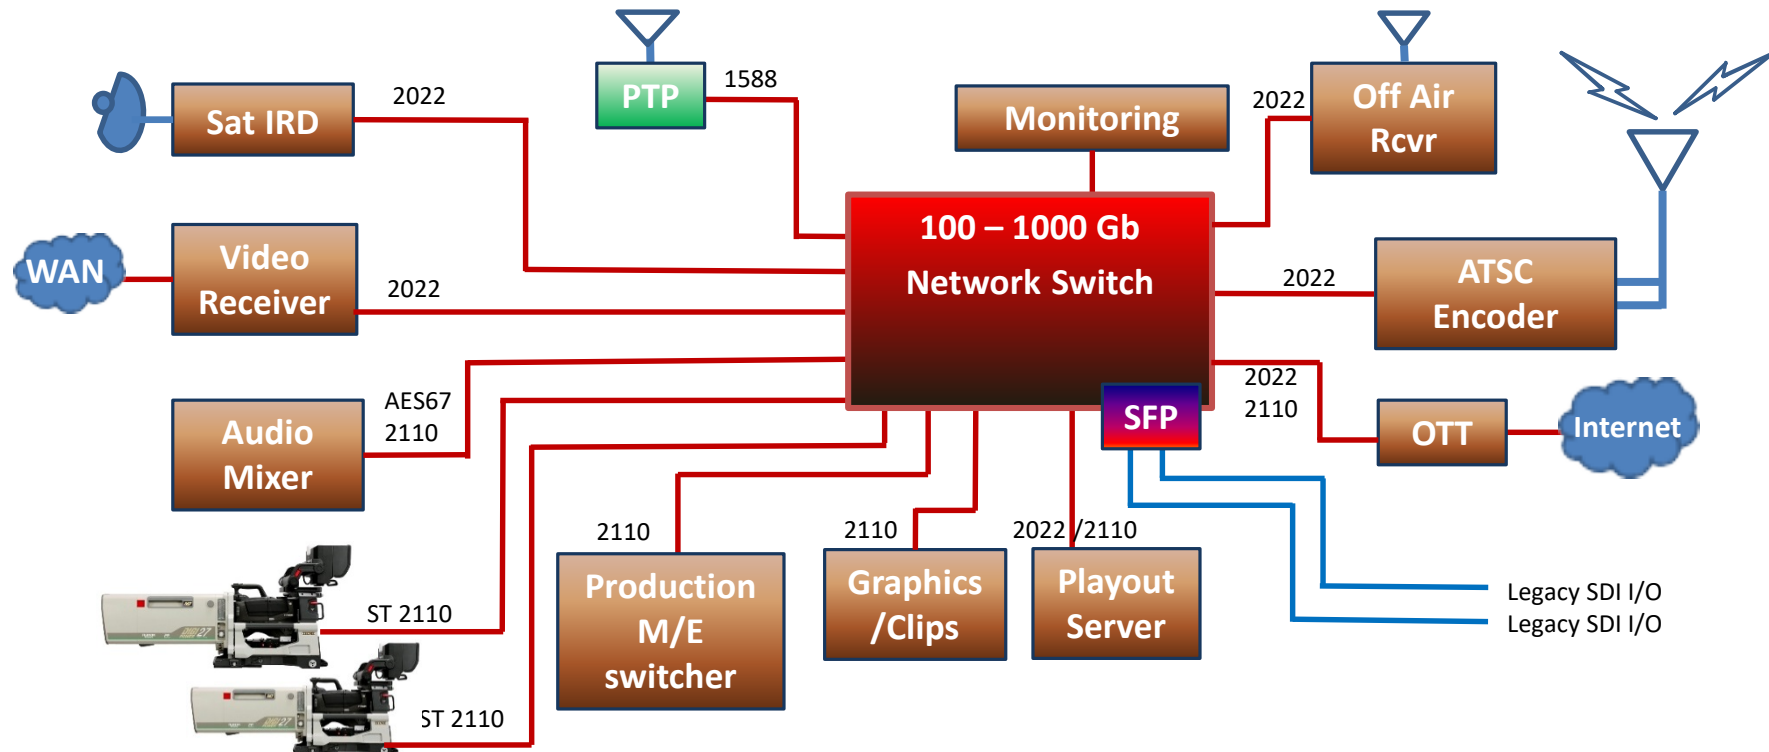 2022
Sat IRD
PTP
1588
Monitoring
2022
Off Air
Rcvr
WAN
Video
Receiver
2022
100 – 1000 Gb
Network Switch
2022
ATSC
Encoder
AES67
2110
Audio
Mixer
SFP
2022
2110
OTT
Internet
ST 2110
ST 2110
2110
Production
M/E
switcher
2110
Graphics
/Clips
2022 /2110
Playout
Server
Legacy SDI I/O
Legacy SDI I/O